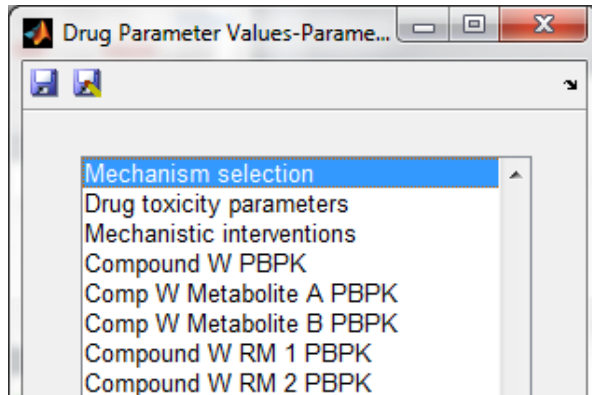 Drug Parameter Values-Parame...
Mechanism selection
Drug toxicity parameters
Mechanistic interventions
Compound W PBPK
Comp W Metabolite A PBPK
Comp W Metabolite B PBPK
Compound W RM 1 PBPK
Compound W RM 2 PBPK